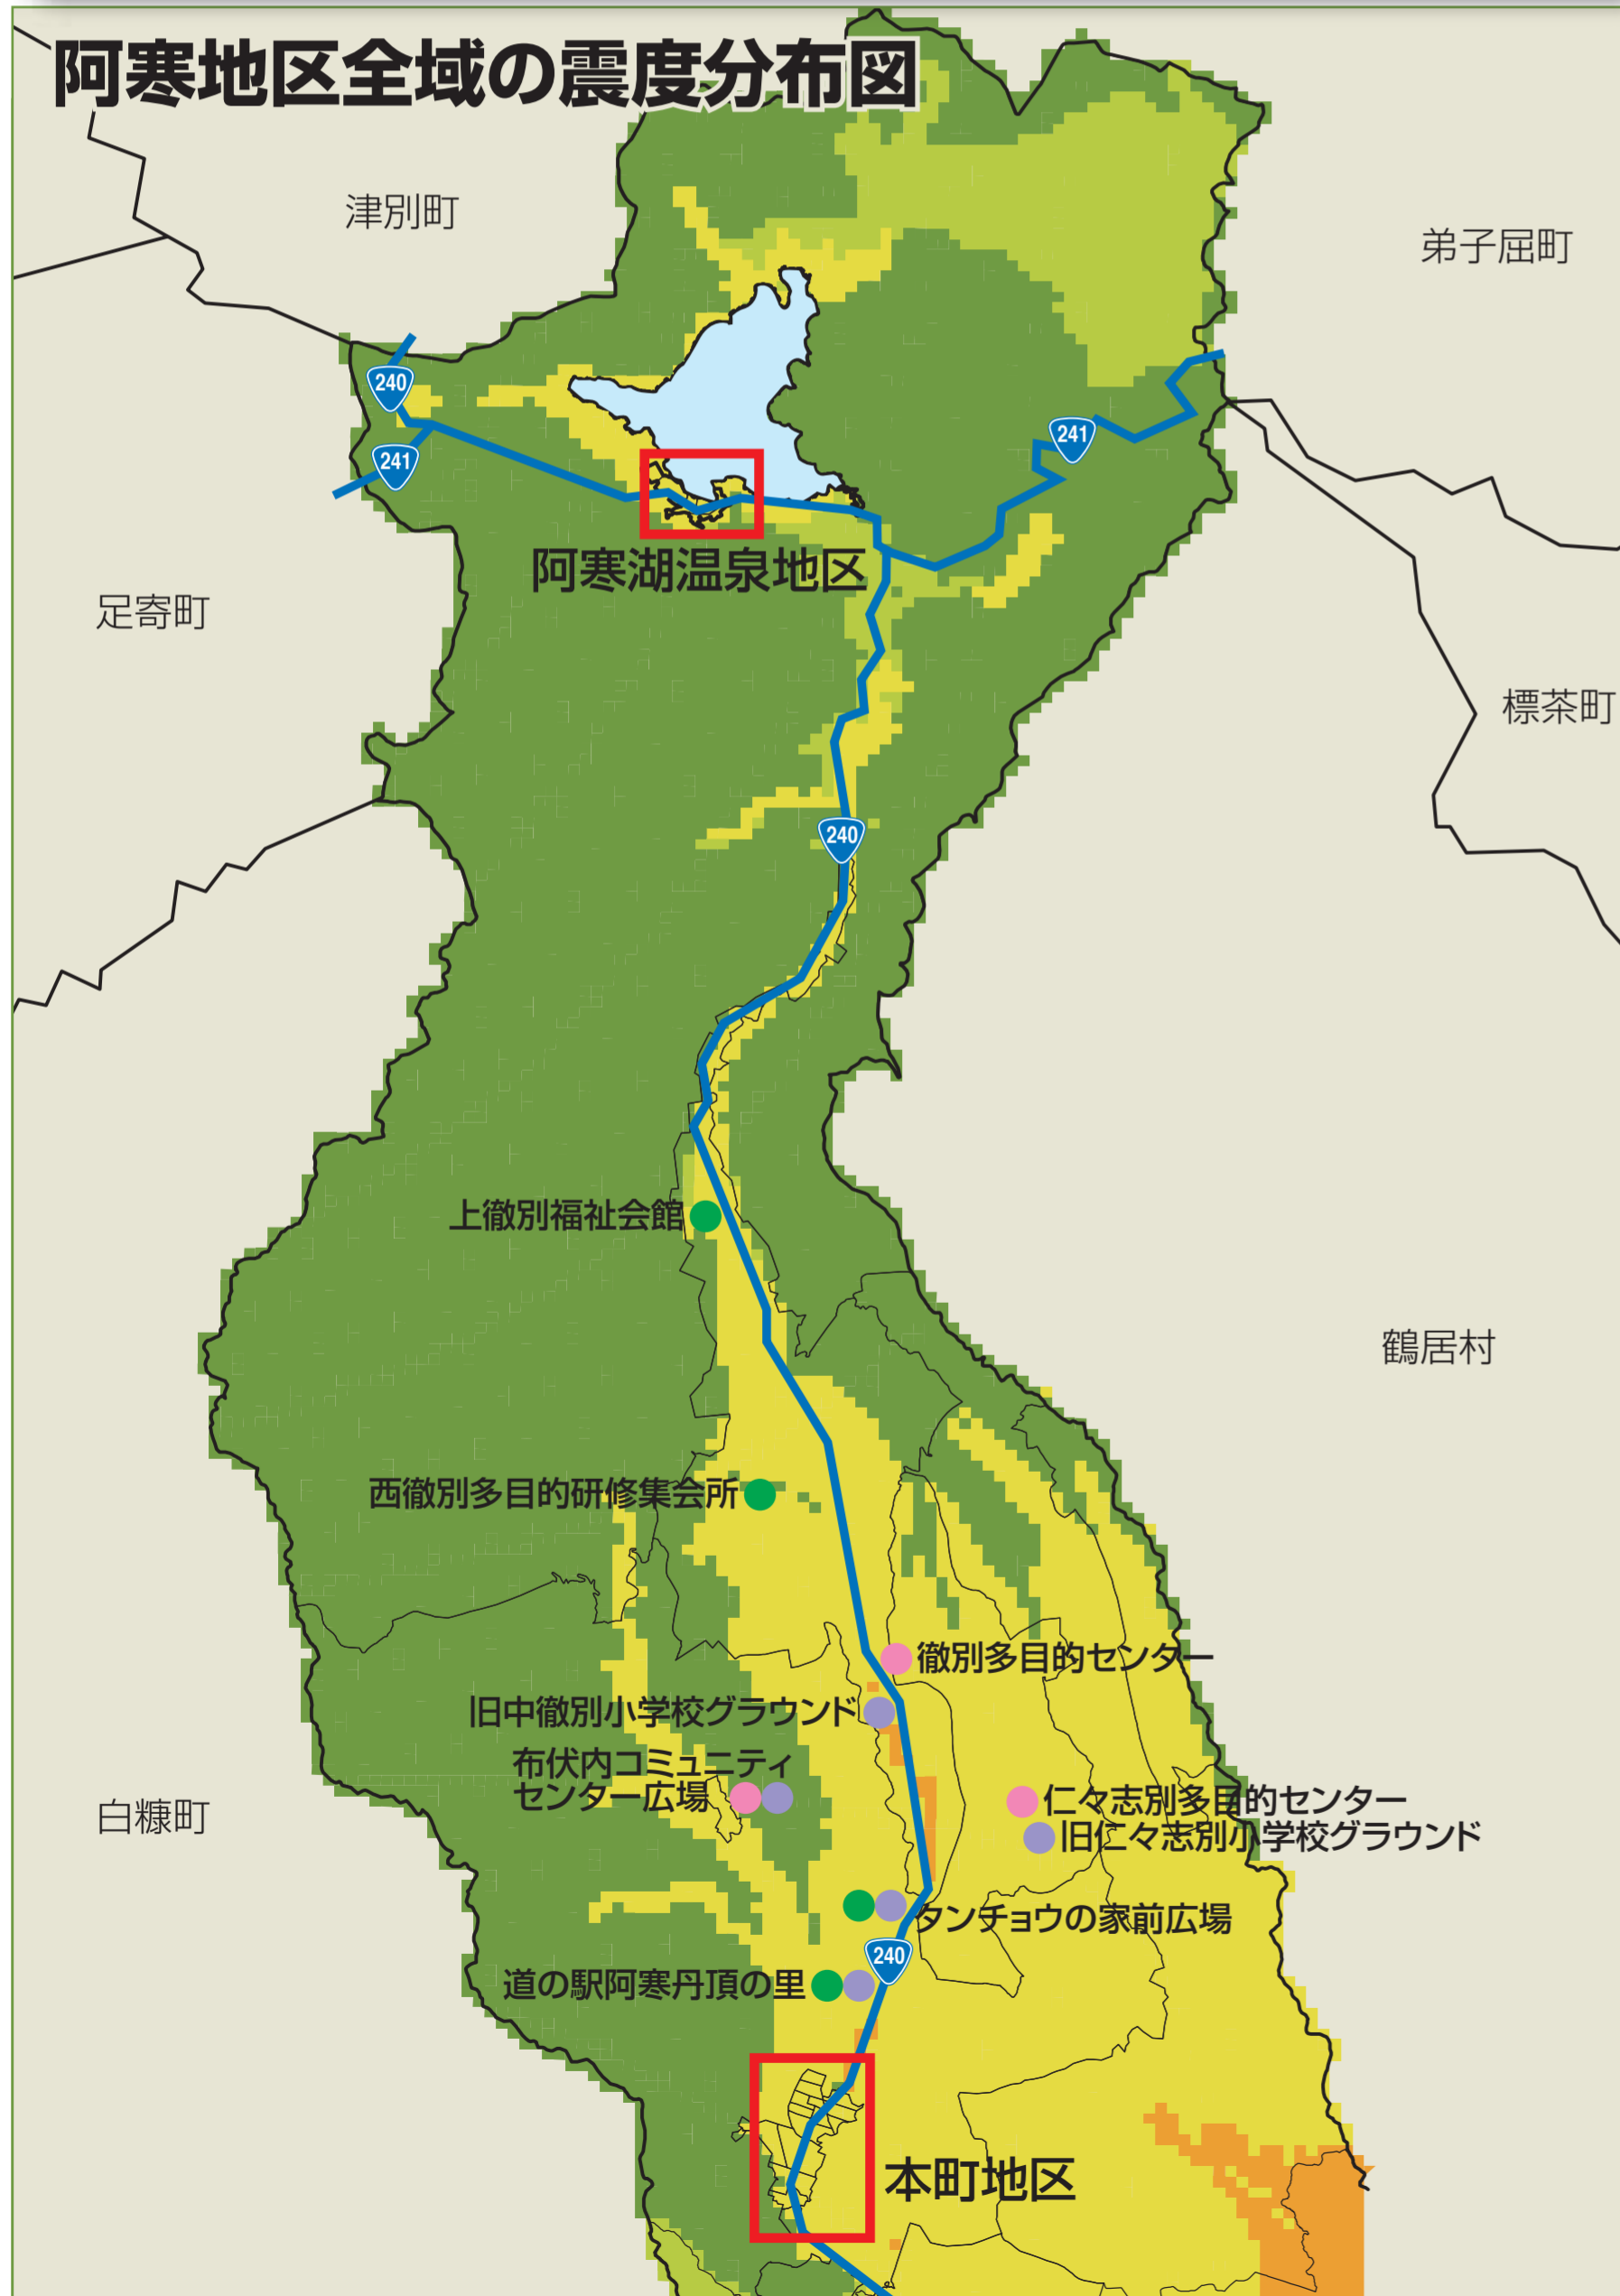 阿寒地区全域の震度分布図
津別町
弟子屈町
240
241
241
阿寒湖温泉地区
足寄町
標茶町
240
上徹別福祉会館
鶴居村
西徹別多目的研修集会所
徹別多目的センター
旧中徹別小学校グラウンド
布伏内コミュニティ
センター広場
白糠町
仁々志別多目的センター
旧仁々志別小学校グラウンド
タンチョウの家前広場
240
道の駅阿寒丹頂の里
本町地区